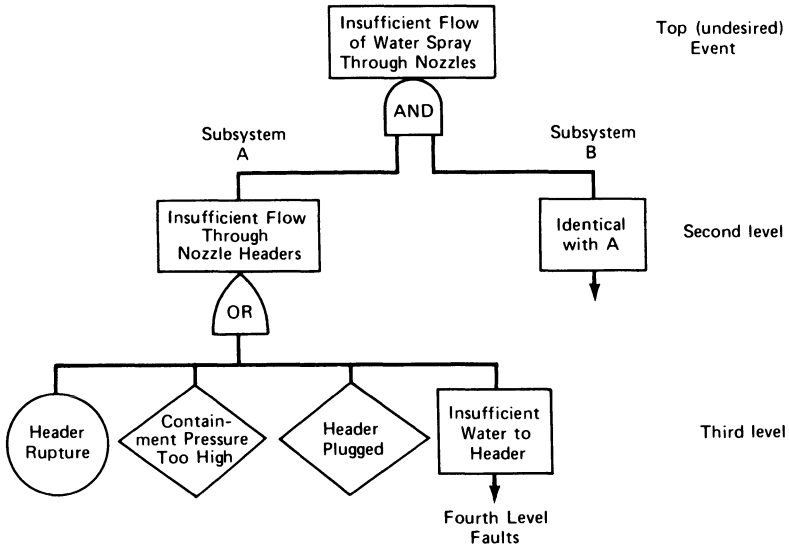 Insufficient Flow
of Water Spray
Through Nozzles
Top (undesired)
Event
AND
Subsystem
A
Subsystem
B
Insufficient Flow
Through
Nozzle Headers
Identical
with A
Second level
OR
Header
Rupture
Contain-
ment Pressure
Too High
Header
Plugged
Insufficient
Water to
Header
Third level
Fourth Level
Faults